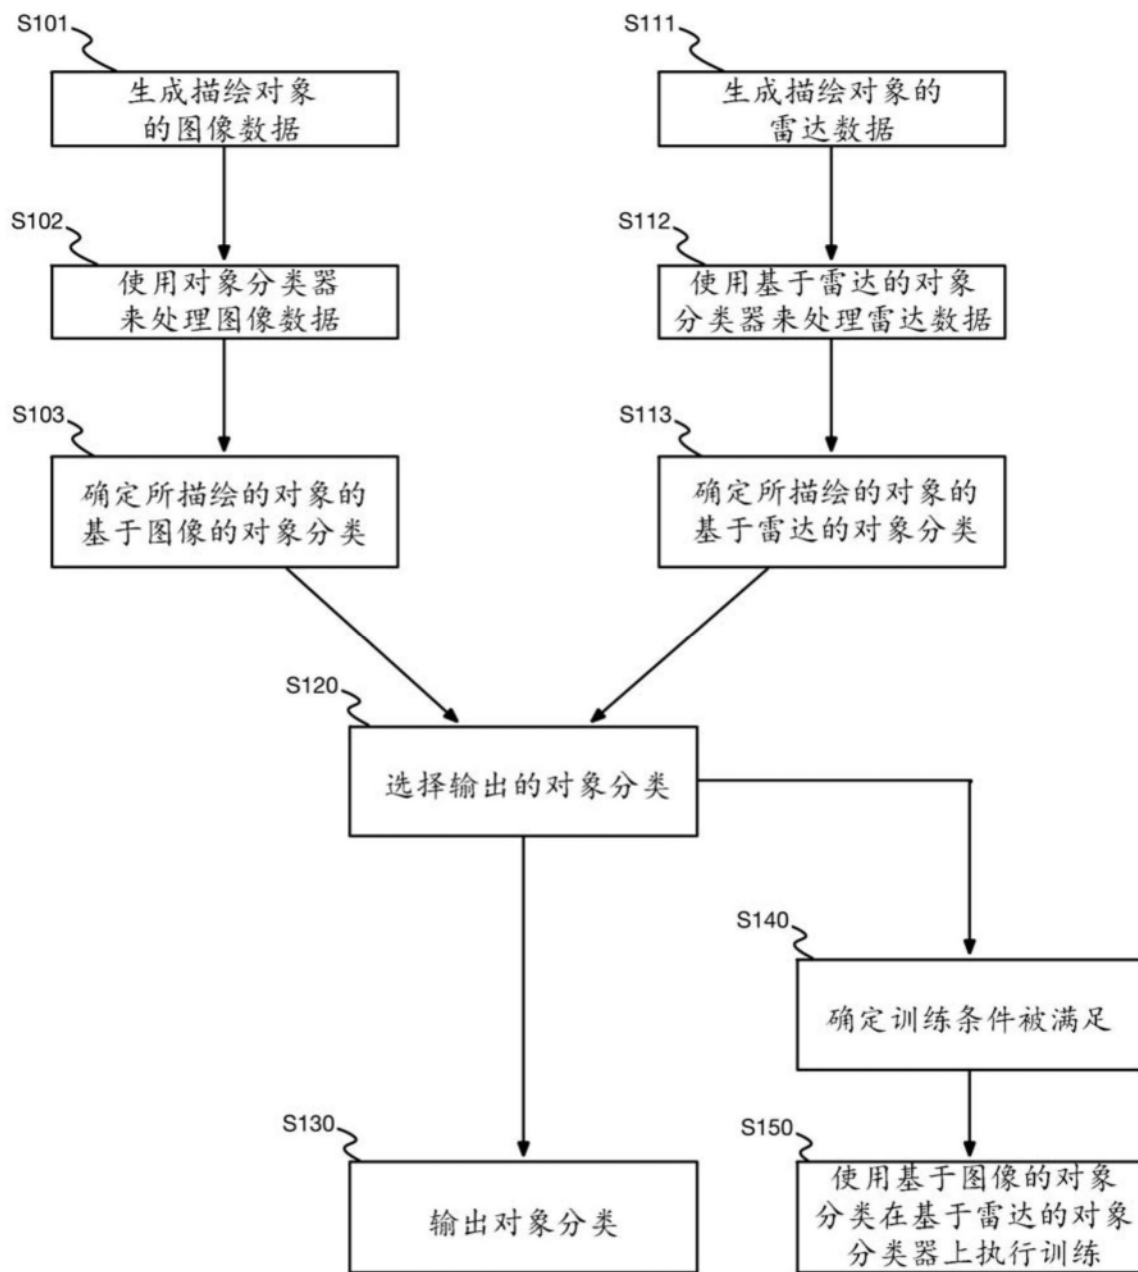 S101
生成描绘对象
的图像数据
S111
生成描绘对象的
雷达数据
S102
使用对象分类器
来处理图像数据
S112
使用基于雷达的对象
分类器来处理雷达数据
S103
确定所描绘的对象的
基于图像的对象分类
S113
确定所描绘的对象的
基于雷达的对象分类
S120
选择输出的对象分类
S140
确定训练条件被满足
S130
输出对象分类
S150
使用基于图像的对象
分类在基于雷达的对象
分类器上执行训练